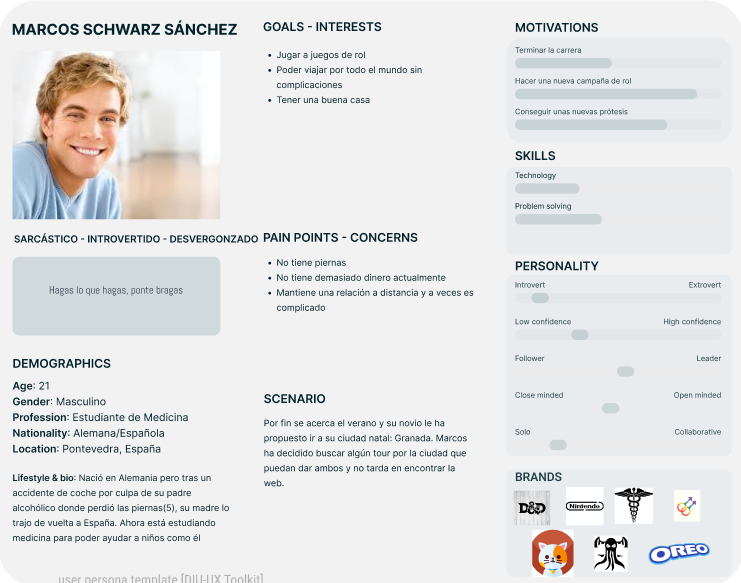 MARCOS SCHWARZ SÁNCHEZ
SARCÁSTICO - INTROVERTIDO - DESVERGONZADO
Hagas lo que hagas, ponte bragas
DEMOGRAPHICS
Age: 21
Gender: Masculino
Profession: Estudiante de Medicina
Nationality: Alemana/Española
Location: Pontevedra, España
Lifestyle & bio: Nació en Alemania pero tras un
accidente de coche por culpa de su padre
alcohólico donde perdió las piernas(5), su madre lo
trajo de vuelta a España. Ahora está estudiando
medicina para poder ayudar a niños como él
GOALS - INTERESTS
Jugar a juegos de rol
Poder viajar por todo el mundo sin
complicaciones
Tener una buena casa
PAIN POINTS - CONCERNS
No tiene piernas
No tiene demasiado dinero actualmente
Mantiene una relación a distancia y a veces es
complicado
SCENARIO
Por fin se acerca el verano y su novio le ha
propuesto ir a su ciudad natal: Granada. Marcos
ha decidido buscar algún tour por la ciudad que
puedan dar ambos y no tarda en encontrar la
web.
MOTIVATIONS
Terminar la carrera
Hacer una nueva campaña de rol
Conseguir unas nuevas prótesis
SKILLS
Technology
Problem solving
PERSONALITY
Introvert Extrovert
Low confidence High confidence
Follower Leader
Close minded Open minded
Solo Collaborative
BRANDS
D&D
Nintendo
OREO
user persona template [DIU-UX Toolkit]